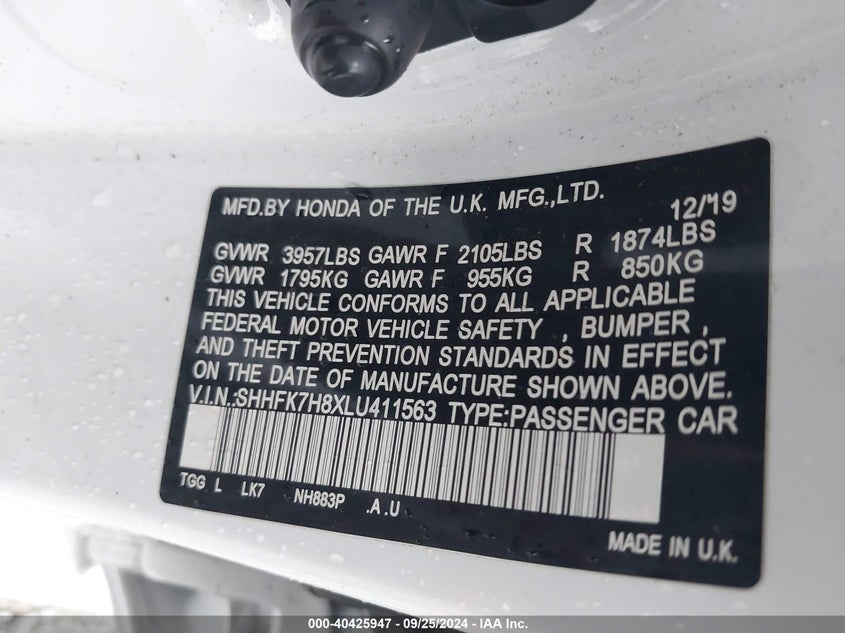 MFD.BY HONDA OF THE U.K. MFG.,LTD. 12/19
GVWR 3957LBS GAWR F 2105LBS R 1874LBS
GVWR 1795KG GAWR F 955KG R 850KG
THIS VEHICLE CONFORMS TO ALL APPLICABLE
FEDERAL MOTOR VEHICLE SAFETY , BUMPER ,
AND THEFT PREVENTION STANDARDS IN EFFECT
ON THE DATE OF MANUFACTURE SHOWN ABOVE.
V.I.N.:SHHFK7H8XLU411563 TYPE:PASSENGER CAR
TGG L LK7 NH883P .A.U
MADE IN U.K.
000-40425947 - 09/25/2024 - IAA Inc.